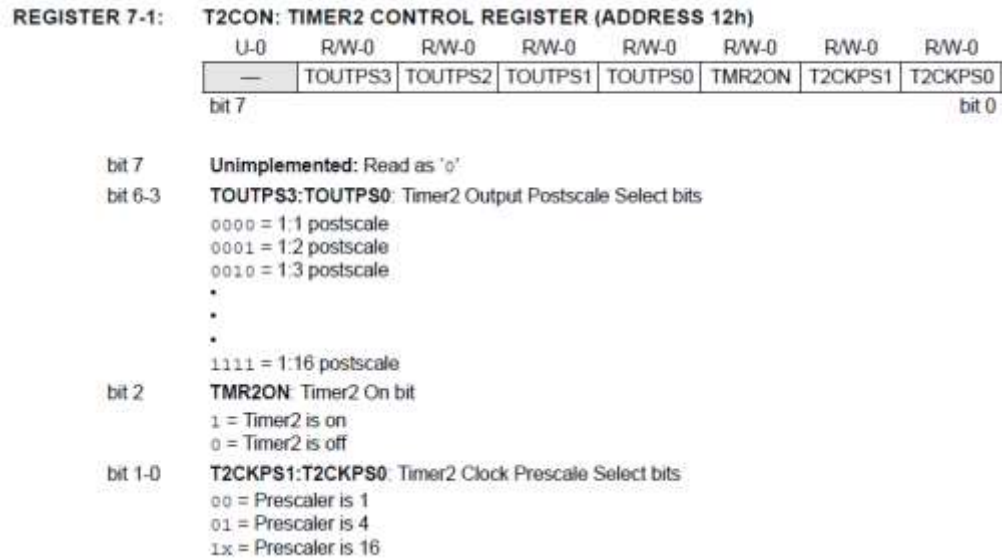 REGISTER 7-1: T2CON: TIMER2 CONTROL REGISTER (ADDRESS 12h)
U-0 R/W-0 R/W-0 R/W-0 R/W-0 R/W-0 R/W-0 R/W-0
— TOUTPS3 TOUTPS2 TOUTPS1 TOUTPS0 TMR2ON T2CKPS1 T2CKPS0
bit 7 bit 0
bit 7 Unimplemented: Read as '0'
bit 6-3 TOUTPS3:TOUTPS0: Timer2 Output Postscale Select bits
0000 = 1:1 postscale
0001 = 1:2 postscale
0010 = 1:3 postscale
•
•
•
1111 = 1:16 postscale
bit 2 TMR2ON: Timer2 On bit
1 = Timer2 is on
0 = Timer2 is off
bit 1-0 T2CKPS1:T2CKPS0: Timer2 Clock Prescale Select bits
00 = Prescaler is 1
01 = Prescaler is 4
1x = Prescaler is 16